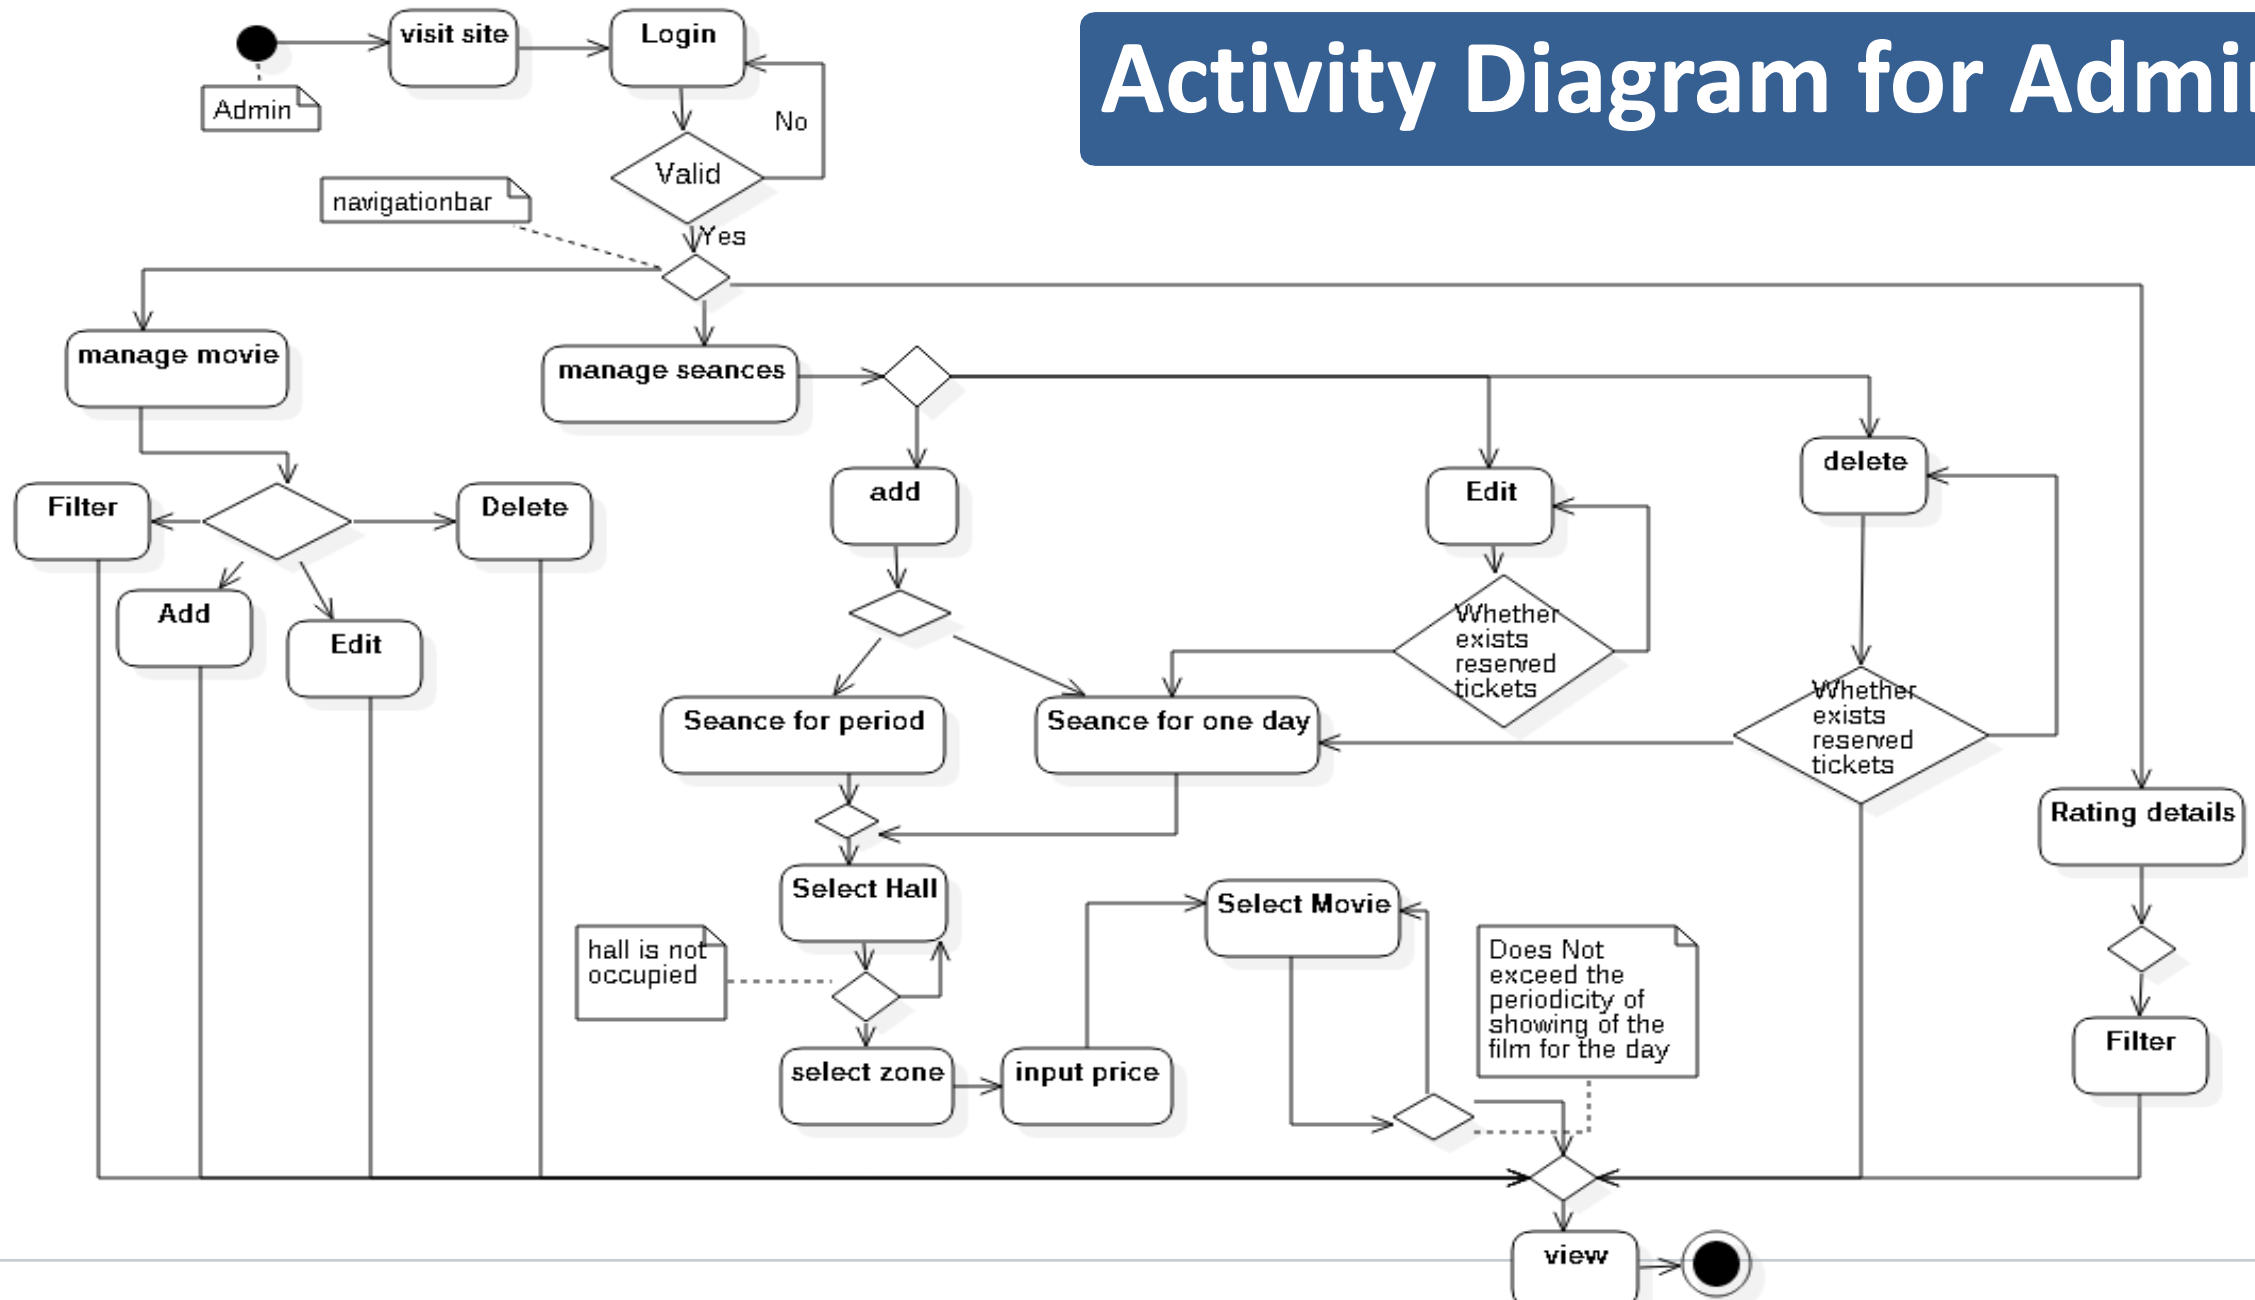 Activity Diagram for Admin
visit site
Login
Admin
No
Valid
navigationbar
Yes
manage movie
manage seances
delete
Filter
Delete
add
Edit
Add
Edit
Whether
exists
reserved
tickets
Seance for period
Seance for one day
Whether
exists
reserved
tickets
Rating details
Select Hall
Select Movie
hall is not
occupied
Does Not
exceed the
periodicity of
showing of the
film for the day
Filter
select zone
input price
view